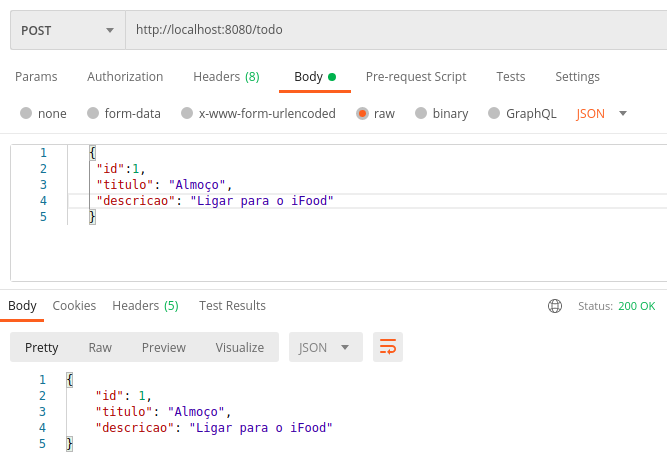 POST http://localhost:8080/todo
Params Authorization Headers (8) Body Pre-request Script Tests Settings
none form-data x-www-form-urlencoded raw binary GraphQL JSON
1 {
2 "id":1,
3 "titulo": "Almoço",
4 "descricao": "Ligar para o iFood"
5 }
Body Cookies Headers (5) Test Results Status: 200 OK
Pretty Raw Preview Visualize JSON
1 {
2 "id": 1,
3 "titulo": "Almoço",
4 "descricao": "Ligar para o iFood"
5 }